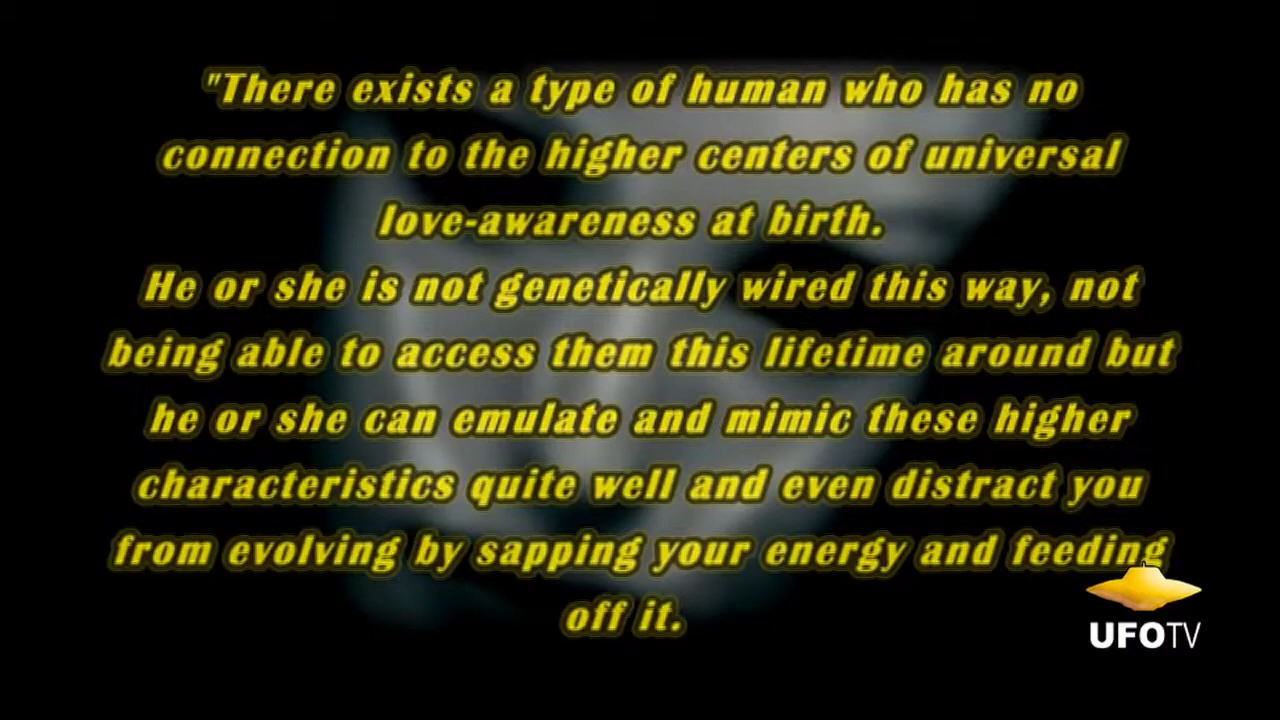 "There exists a type of human who has no
connection to the higher centers of universal
love-awareness at birth.
He or she is not genetically wired this way, not
being able to access them this lifetime around but
he or she can emulate and mimic these higher
characteristics quite well and even distract you
from evolving by sapping your energy and feeding
off it.
UFOTV